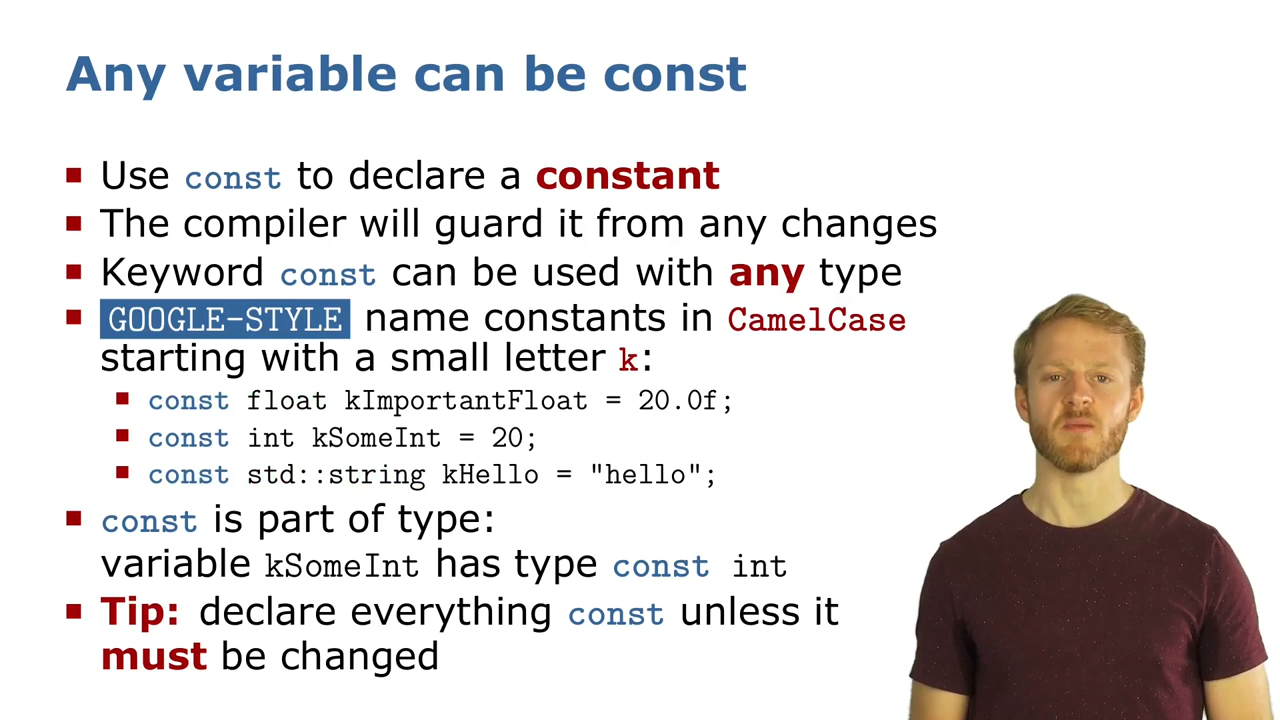 Any variable can be const
Use const to declare a constant
The compiler will guard it from any changes
Keyword const can be used with any type
GOOGLE-STYLE name constants in CamelCase
starting with a small letter k:
const float kImportantFloat = 20.0f;
const int kSomeInt = 20;
const std::string kHello = "hello";
const is part of type:
variable kSomeInt has type const int
Tip: declare everything const unless it
must be changed